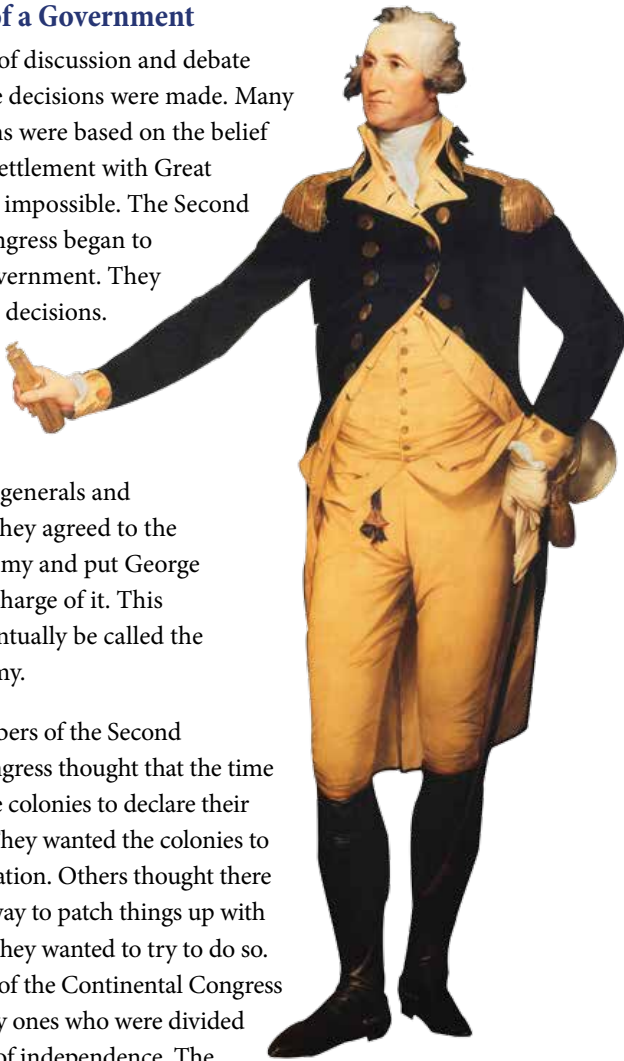 of a Government
of discussion and debate
e decisions were made. Many
ns were based on the belief
ettlement with Great
impossible. The Second
ngress began to
vernment. They
decisions.
generals and
hey agreed to the
my and put George
harge of it. This
ntually be called the
my.
bers of the Second
ngress thought that the time
e colonies to declare their
hey wanted the colonies to
ation. Others thought there
way to patch things up with
hey wanted to try to do so.
of the Continental Congress
y ones who were divided
of independence. The